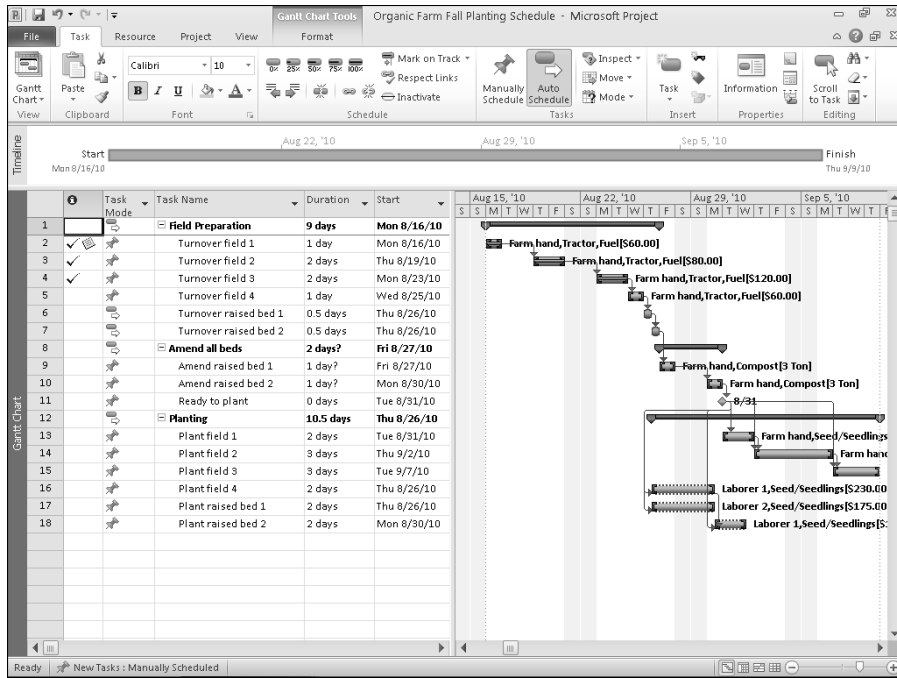 Gantt Chart Tools
Organic Farm Fall Planting Schedule - Microsoft Project
File Task Resource Project View Format
Gantt Chart
View
Paste
Clipboard
Calibri 10
B I U A
Font
0% 25% 50% 75% 100%
Mark on Track
Respect Links
Inactivate
Schedule
Manually Schedule
Auto Schedule
Inspect
Move
Mode
Tasks
Task
Insert
Information
Properties
Scroll to Task
Editing
Timeline
Aug 22, '10 Aug 29, '10 Sep 5, '10
Start
Mon 8/16/10
Finish
Thu 9/9/10
Task Mode Task Name Duration Start
Aug 15, '10 Aug 22, '10 Aug 29, '10 Sep 5, '10
S S M T W T F S S M T W T F S S M T W T F S S M T W T F
1 Field Preparation 9 days Mon 8/16/10
2 Turnover field 1 1 day Mon 8/16/10 Farm hand,Tractor,Fuel[$60.00]
3 Turnover field 2 2 days Thu 8/19/10 Farm hand,Tractor,Fuel[$80.00]
4 Turnover field 3 2 days Mon 8/23/10 Farm hand,Tractor,Fuel[$120.00]
5 Turnover field 4 1 day Wed 8/25/10 Farm hand,Tractor,Fuel[$60.00]
6 Turnover raised bed 1 0.5 days Thu 8/26/10
7 Turnover raised bed 2 0.5 days Thu 8/26/10
8 Amend all beds 2 days? Fri 8/27/10
9 Amend raised bed 1 1 day? Fri 8/27/10 Farm hand,Compost[3 Ton]
10 Amend raised bed 2 1 day? Mon 8/30/10 Farm hand,Compost[3 Ton]
11 Ready to plant 0 days Tue 8/31/10 8/31
12 Planting 10.5 days Thu 8/26/10
13 Plant field 1 2 days Tue 8/31/10 Farm hand,Seed/Seedlings
14 Plant field 2 3 days Thu 9/2/10 Farm hand
15 Plant field 3 3 days Tue 9/7/10
16 Plant field 4 2 days Thu 8/26/10 Laborer 1,Seed/Seedlings[$230.00
17 Plant raised bed 1 2 days Thu 8/26/10 Laborer 2,Seed/Seedlings[$175.00
18 Plant raised bed 2 2 days Mon 8/30/10 Laborer 1,Seed/Seedlings[$
Gantt Chart
Ready New Tasks : Manually Scheduled